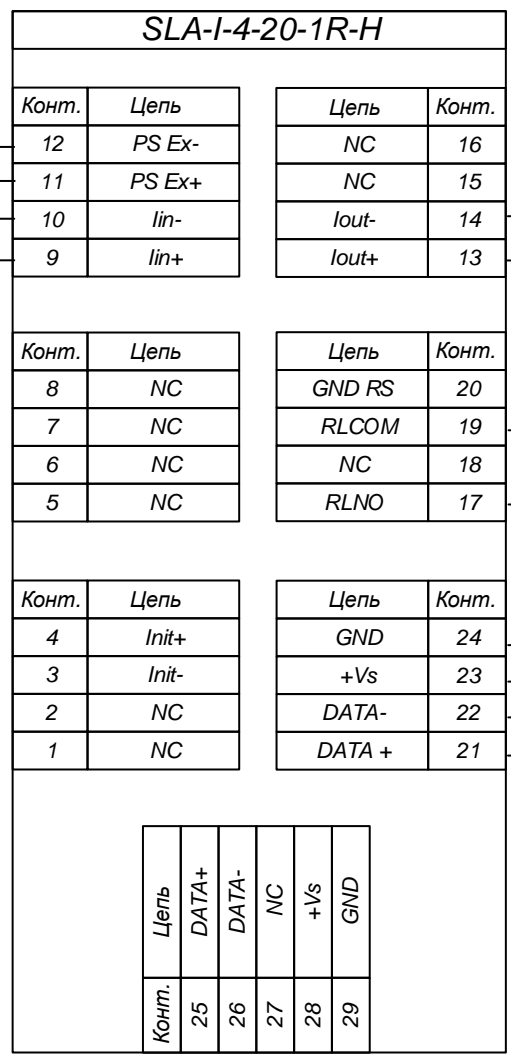 SLA-I-4-20-1R-H
Конт. Цепь
12 PS Ex-
11 PS Ex+
10 Iin-
9 Iin+
Цепь Конт.
NC 16
NC 15
Iout- 14
Iout+ 13
Конт. Цепь
8 NC
7 NC
6 NC
5 NC
Цепь Конт.
GND RS 20
RLCOM 19
NC 18
RLNO 17
Конт. Цепь
4 Init+
3 Init-
2 NC
1 NC
Цепь Конт.
GND 24
+Vs 23
DATA- 22
DATA + 21
Конт. Цепь
25 DATA+
26 DATA-
27 NC
28 +Vs
29 GND